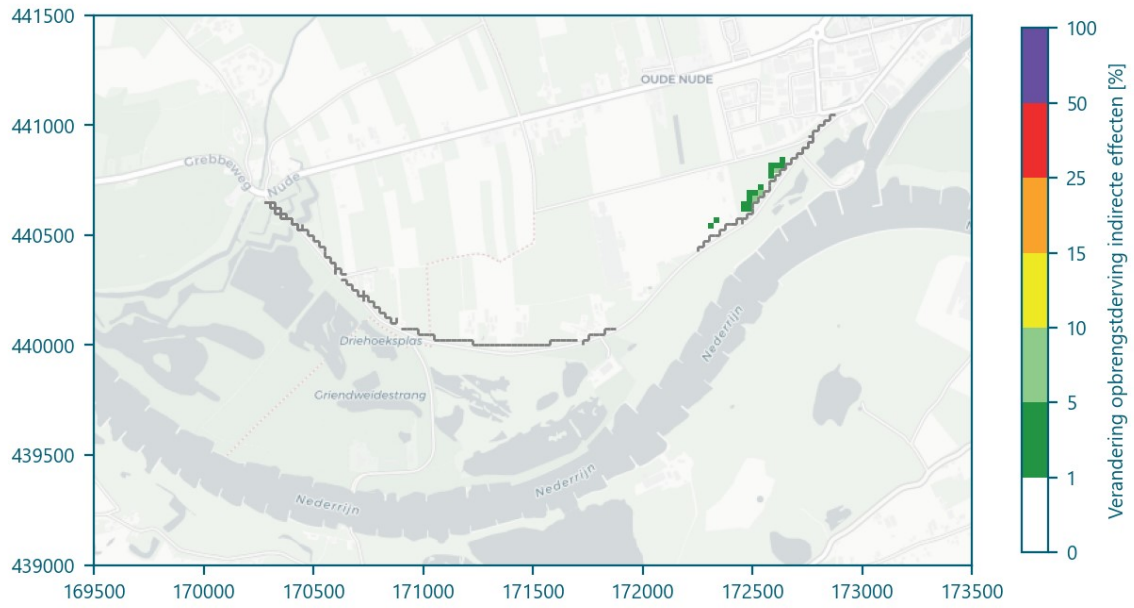 441500
441000
440500
440000
439500
439000
169500
170000
170500
171000
171500
172000
172500
173000
173500
OUDE NUDE
Grebbeweg
Nude
Driehoeksplas
Griendweidestrang
Nederrijn
Nederrijn
Nederrijn
100
50
25
15
10
5
1
0
Verandering opbrengstderving indirecte effecten [%]